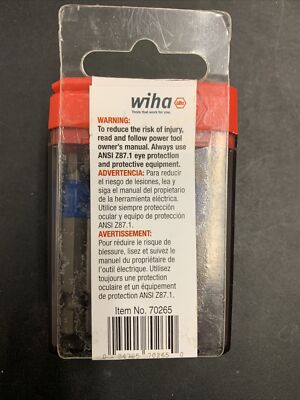 wiha
Tools that work for you.
WARNING:
To reduce the risk of injury,
read and follow power tool
owner's manual. Always use
ANSI Z87.1 eye protection
and protective equipment.
ADVERTENCIA: Para reducir
el riesgo de lesiones, lea y
siga el manual del propietario
de la herramienta eléctrica.
Utilice siempre protección
ocular y equipo de protección
ANSI Z87.1.
AVERTISSEMENT:
Pour réduire le risque de
blessure, lisez et suivez le
manuel du propriétaire de
l'outil électrique. Utilisez
toujours une protection
oculaire et un équipement
de protection ANSI Z87.1.
Item No. 70265
0 84705 70265 0